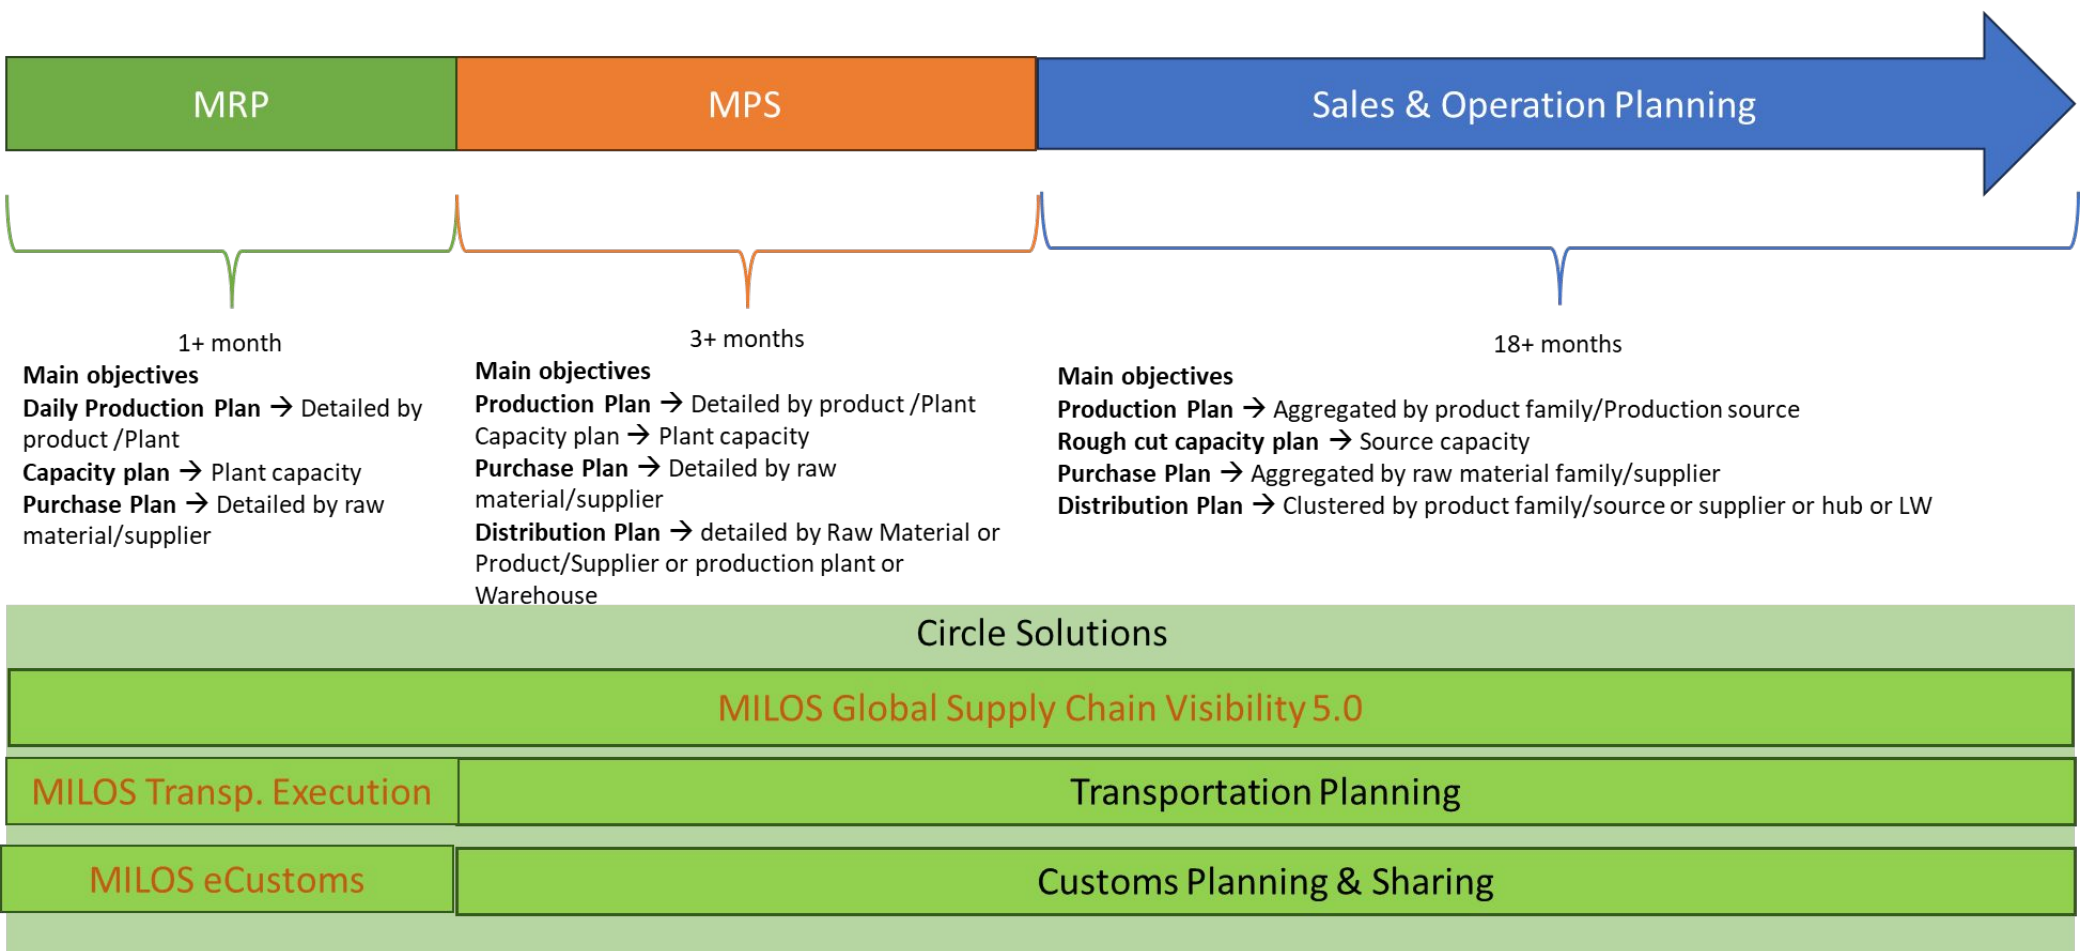 MRP
MPS
Sales & Operation Planning
1+ month
Main objectives
Daily Production Plan → Detailed by
product /Plant
Capacity plan → Plant capacity
Purchase Plan → Detailed by raw
material/supplier
3+ months
Main objectives
Production Plan → Detailed by product /Plant
Capacity plan → Plant capacity
Purchase Plan → Detailed by raw
material/supplier
Distribution Plan → detailed by Raw Material or
Product/Supplier or production plant or
Warehouse
18+ months
Main objectives
Production Plan → Aggregated by product family/Production source
Rough cut capacity plan → Source capacity
Purchase Plan → Aggregated by raw material family/supplier
Distribution Plan → Clustered by product family/source or supplier or hub or LW
Circle Solutions
MILOS Global Supply Chain Visibility 5.0
MILOS Transp. Execution
Transportation Planning
MILOS eCustoms
Customs Planning & Sharing